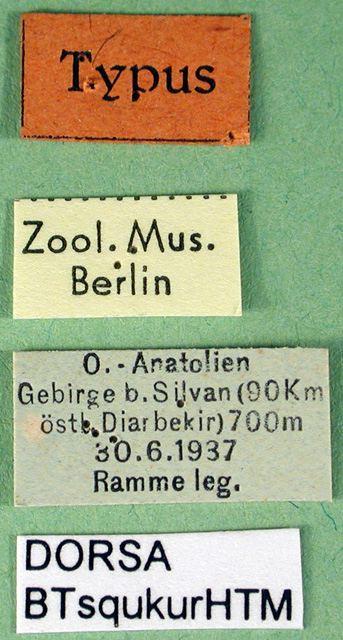 Typus
Zool. Mus.
Berlin
O.-Anatolien
Gebirge b. Silvan (90Km
östl. Diarbekir) 700m
30.6.1937
Ramme leg.
DORSA
BTsqukurHTM